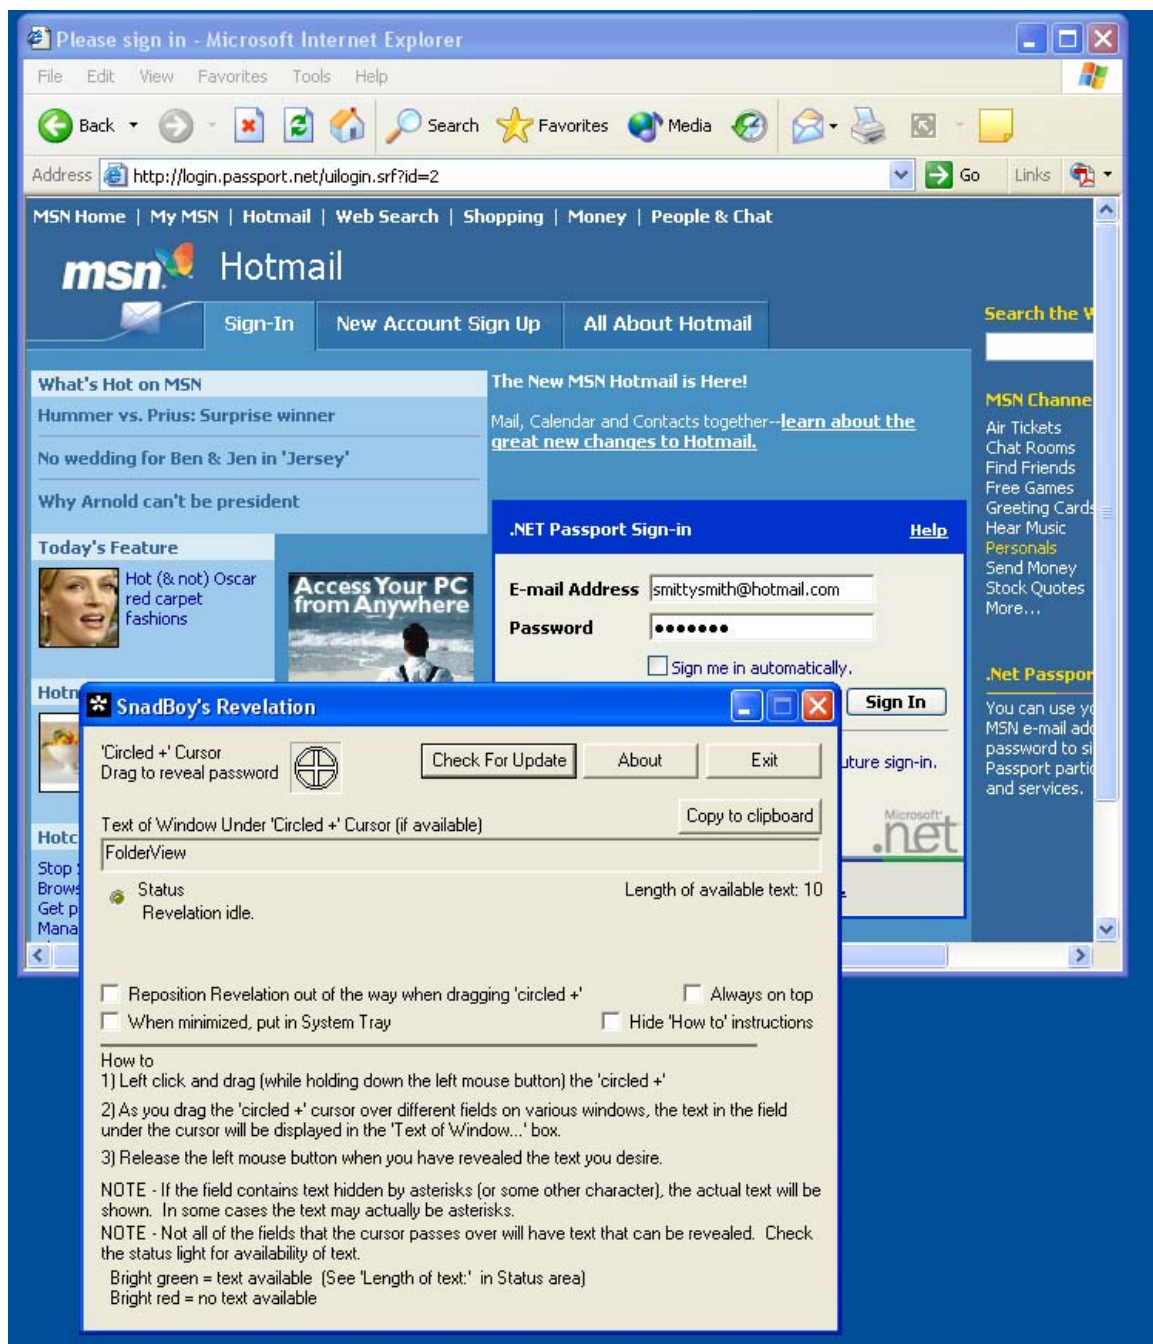 Please sign in - Microsoft Internet Explorer
File Edit View Favorites Tools Help
Back Search Favorites Media
Address http://login.passport.net/uilogin.srf?id=2 Go Links
MSN Home | My MSN | Hotmail | Web Search | Shopping | Money | People & Chat
msn Hotmail
Sign-In New Account Sign Up All About Hotmail
Search the W
What's Hot on MSN
Hummer vs. Prius: Surprise winner
No wedding for Ben & Jen in 'Jersey'
Why Arnold can't be president
Today's Feature
Hot (& not) Oscar
red carpet
fashions
Access Your PC
from Anywhere
The New MSN Hotmail is Here!
Mail, Calendar and Contacts together--learn about the
great new changes to Hotmail.
.NET Passport Sign-in Help
E-mail Address smittysmith@hotmail.com
Password •••••••
Sign me in automatically.
Sign In
uture sign-in.
Microsoft
.net
MSN Channe
Air Tickets
Chat Rooms
Find Friends
Free Games
Greeting Cards
Hear Music
Personals
Send Money
Stock Quotes
More...
.Net Passpor
You can use yo
MSN e-mail add
password to si
Passport partic
and services.
Hotm
Hotc
Stop
Brows
Get p
Mana
SnadBoy's Revelation
'Circled +' Cursor
Drag to reveal password
Check For Update About Exit
Copy to clipboard
Text of Window Under 'Circled +' Cursor (if available)
FolderView
Status Length of available text: 10
Revelation idle.
Reposition Revelation out of the way when dragging 'circled +' Always on top
When minimized, put in System Tray Hide 'How to' instructions
How to
1) Left click and drag (while holding down the left mouse button) the 'circled +'
2) As you drag the 'circled +' cursor over different fields on various windows, the text in the field
under the cursor will be displayed in the 'Text of Window...' box.
3) Release the left mouse button when you have revealed the text you desire.
NOTE - If the field contains text hidden by asterisks (or some other character), the actual text will be
shown. In some cases the text may actually be asterisks.
NOTE - Not all of the fields that the cursor passes over will have text that can be revealed. Check
the status light for availability of text.
Bright green = text available (See 'Length of text:' in Status area)
Bright red = no text available